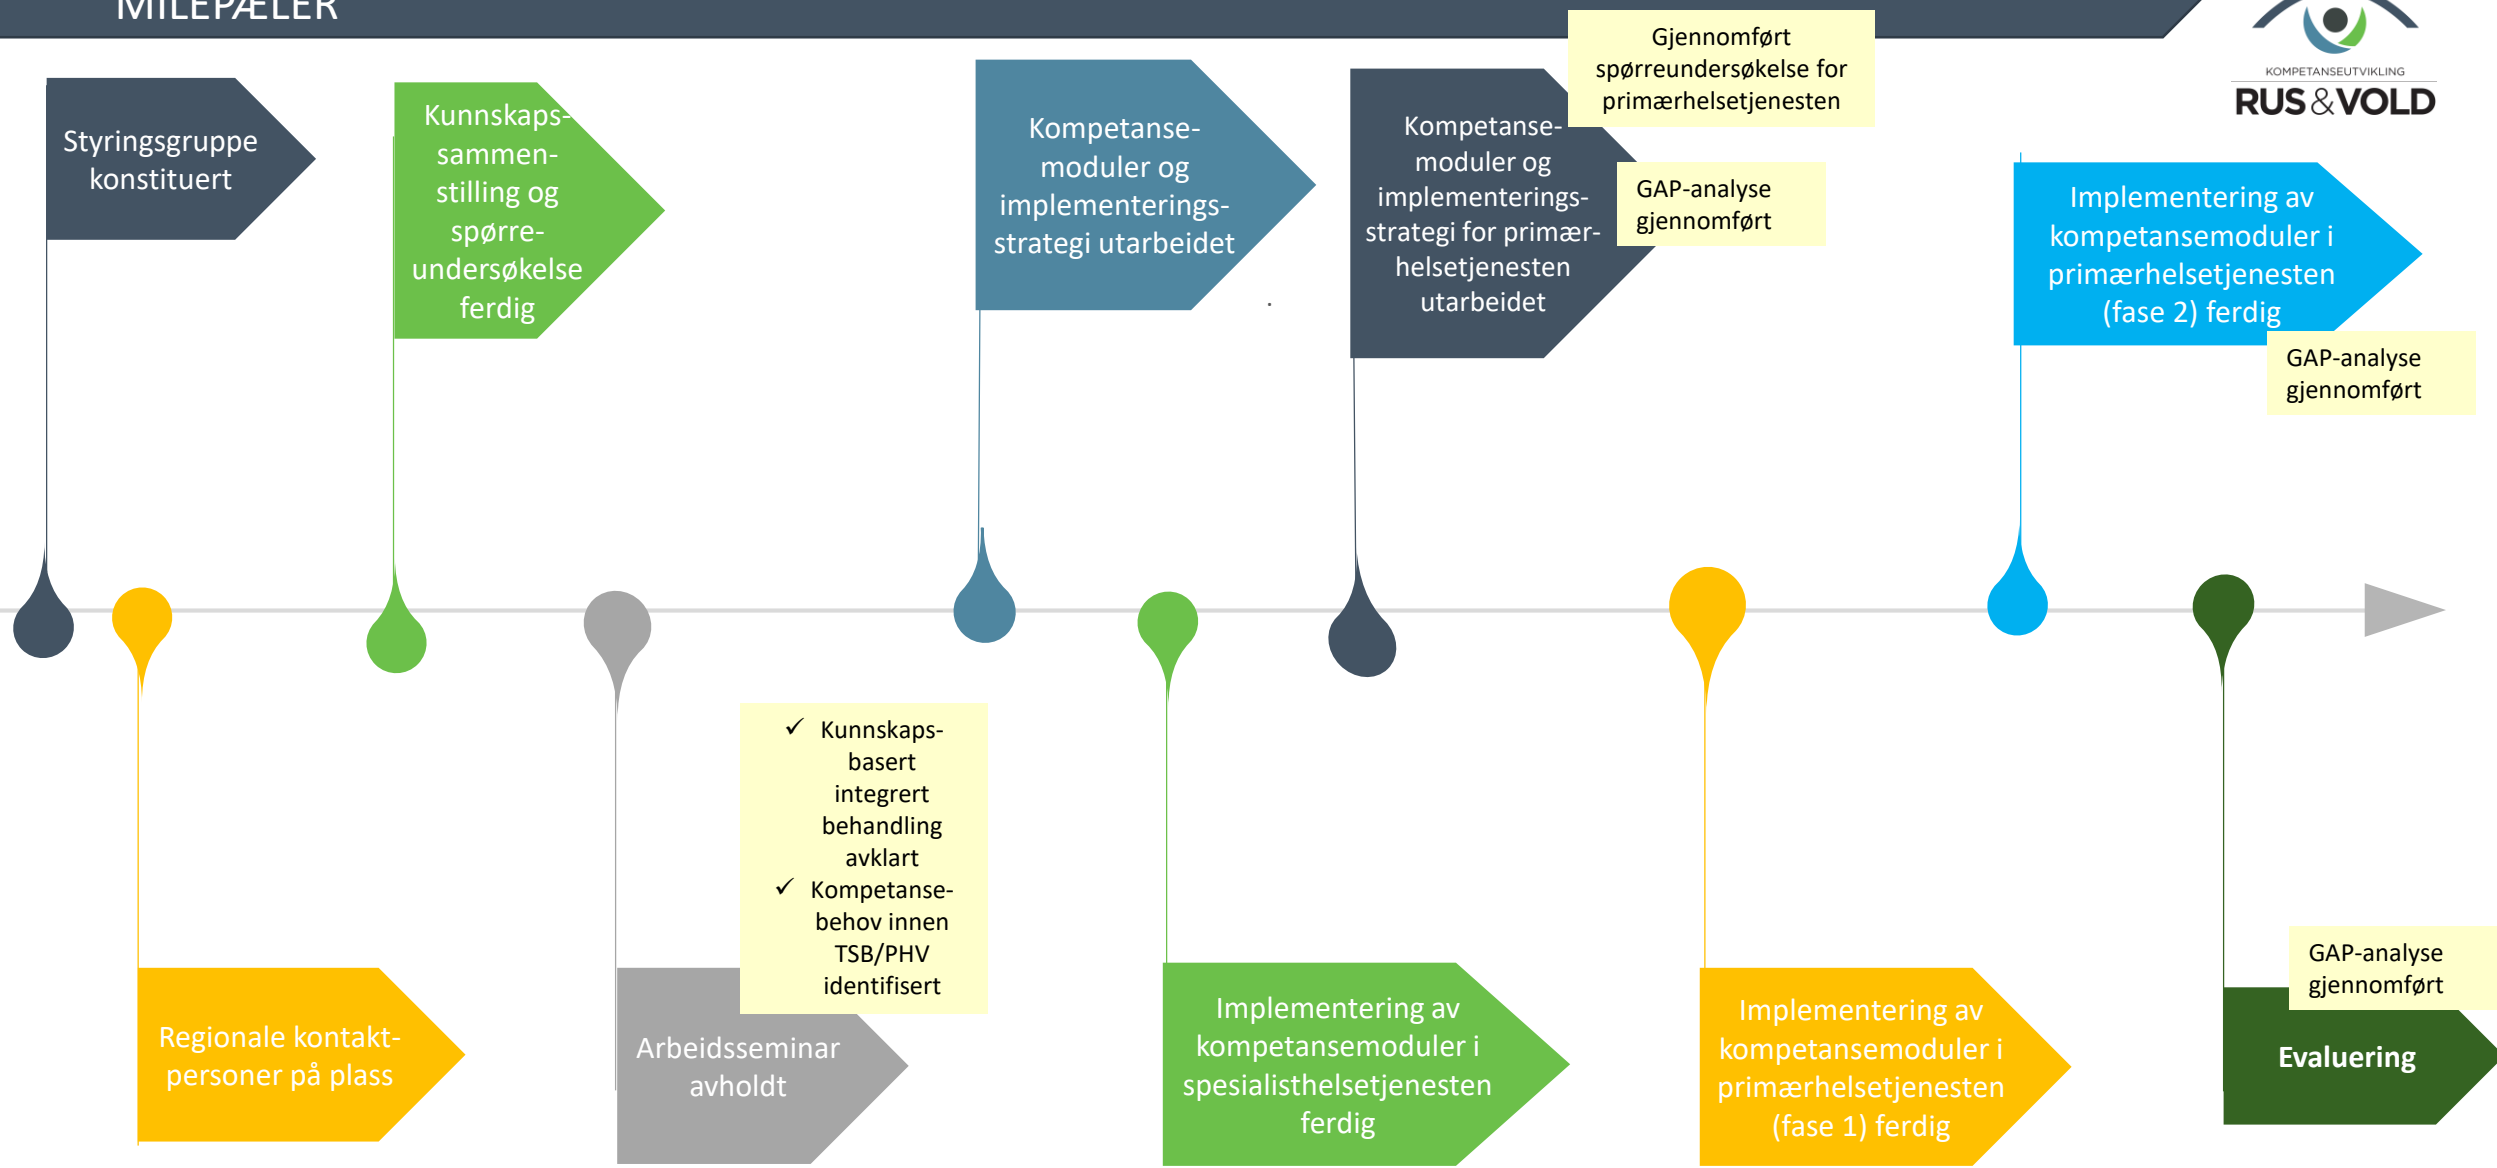 MILEPÆLER
KOMPETANSEUTVIKLING
RUS&VOLD
Styringsgruppe
konstituert
Kunnskaps-
sammen-
stilling og
spørre-
undersøkelse
ferdig
Kompetanse-
moduler og
implementerings-
strategi utarbeidet
.
Kompetanse-
moduler og
implementerings-
strategi for primær-
helsetjenesten
utarbeidet
Gjennomført
spørreundersøkelse for
primærhelsetjenesten
GAP-analyse
gjennomført
Implementering av
kompetansemoduler i
primærhelsetjenesten
(fase 2) ferdig
GAP-analyse
gjennomført
Regionale kontakt-
personer på plass
✓ Kunnskaps-
basert
integrert
behandling
avklart
✓ Kompetanse-
behov innen
TSB/PHV
identifisert
Arbeidsseminar
avholdt
Implementering av
kompetansemoduler i
spesialisthelsetjenesten
ferdig
Implementering av
kompetansemoduler i
primærhelsetjenesten
(fase 1) ferdig
GAP-analyse
gjennomført
Evaluering